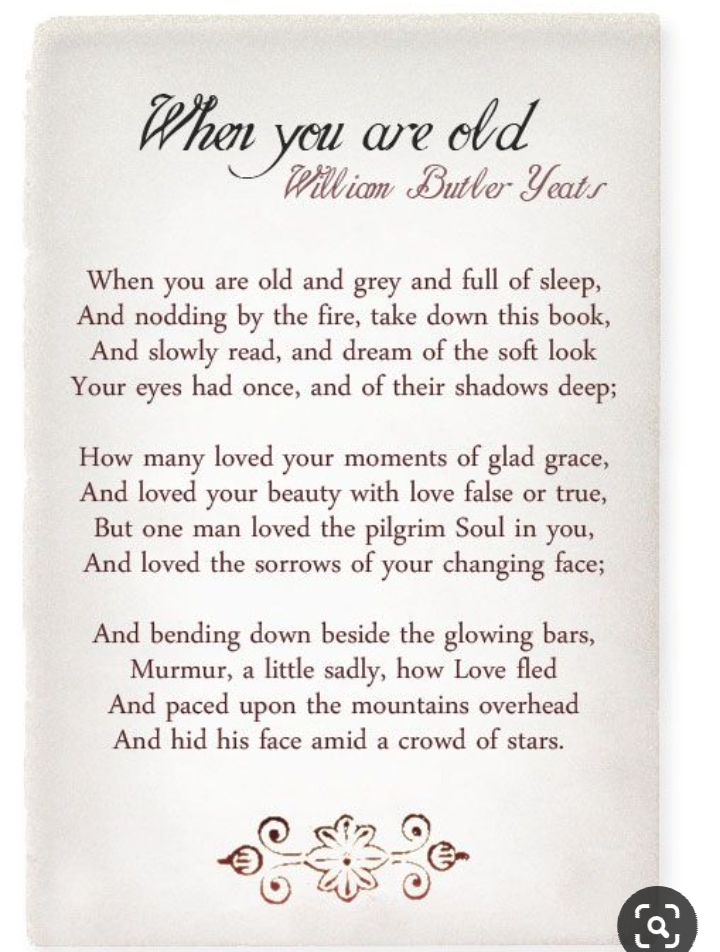 When you are old
William Butler Yeats
When you are old and grey and full of sleep,
And nodding by the fire, take down this book,
And slowly read, and dream of the soft look
Your eyes had once, and of their shadows deep;
How many loved your moments of glad grace,
And loved your beauty with love false or true,
But one man loved the pilgrim Soul in you,
And loved the sorrows of your changing face;
And bending down beside the glowing bars,
Murmur, a little sadly, how Love fled
And paced upon the mountains overhead
And hid his face amid a crowd of stars.